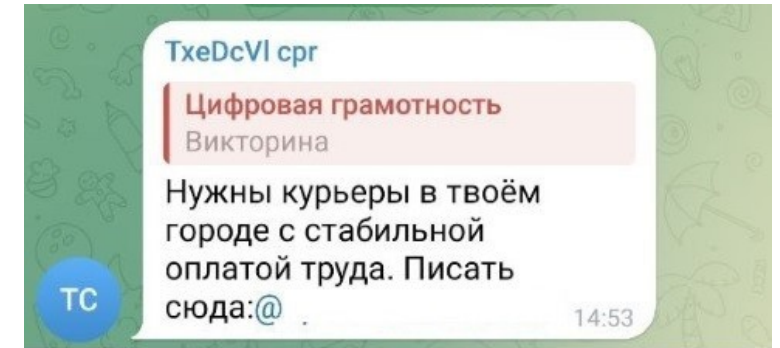 TxeDcVl cpr
Цифровая грамотность
Викторина
Нужны курьеры в твоём
городе с стабильной
оплатой труда. Писать
сюда:@ .
14:53
TC